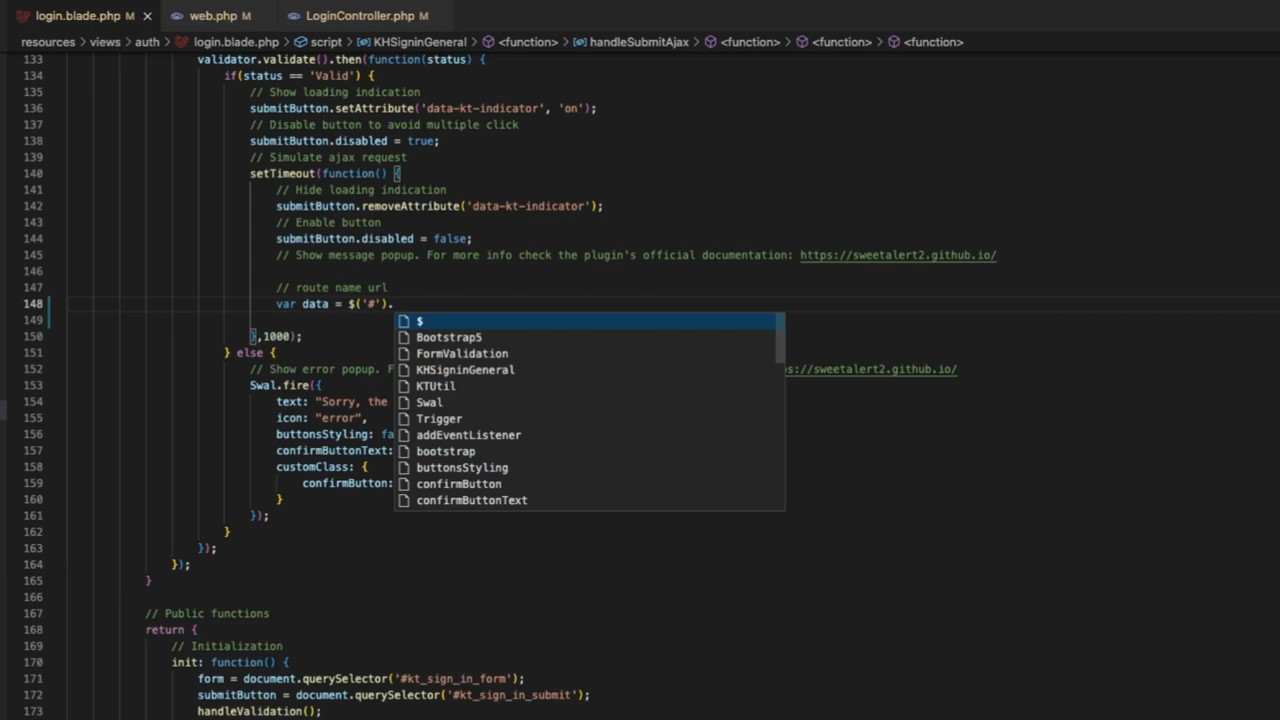 login.blade.php M × web.php M LoginController.php M
resources > views > auth > login.blade.php > script > KHSigninGeneral > <function> > handleSubmitAjax > <function> > <function> > <function>
133 validator.validate().then(function(status) {
134 if(status == 'Valid') {
135 // Show loading indication
136 submitButton.setAttribute('data-kt-indicator', 'on');
137 // Disable button to avoid multiple click
138 submitButton.disabled = true;
139 // Simulate ajax request
140 setTimeout(function() {
141 // Hide loading indication
142 submitButton.removeAttribute('data-kt-indicator');
143 // Enable button
144 submitButton.disabled = false;
145 // Show message popup. For more info check the plugin's official documentation: https://sweetalert2.github.io/
146
147 // route name url
148 var data = $('#').
149
$
150 },1000);
Bootstrap5
151 } else {
FormValidation
152 // Show error popup. F
KHSigninGeneral
s://sweetalert2.github.io/
153 Swal.fire({
KTUtil
154 text: "Sorry, the
Swal
155 icon: "error",
Trigger
156 buttonsStyling: fa
addEventListener
157 confirmButtonText:
bootstrap
158 customClass: {
buttonsStyling
159 confirmButton:
confirmButton
160 }
confirmButtonText
161 });
162 }
163 });
164 });
165 }
166
167 // Public functions
168 return {
169 // Initialization
170 init: function() {
171 form = document.querySelector('#kt_sign_in_form');
172 submitButton = document.querySelector('#kt_sign_in_submit');
173 handleValidation();